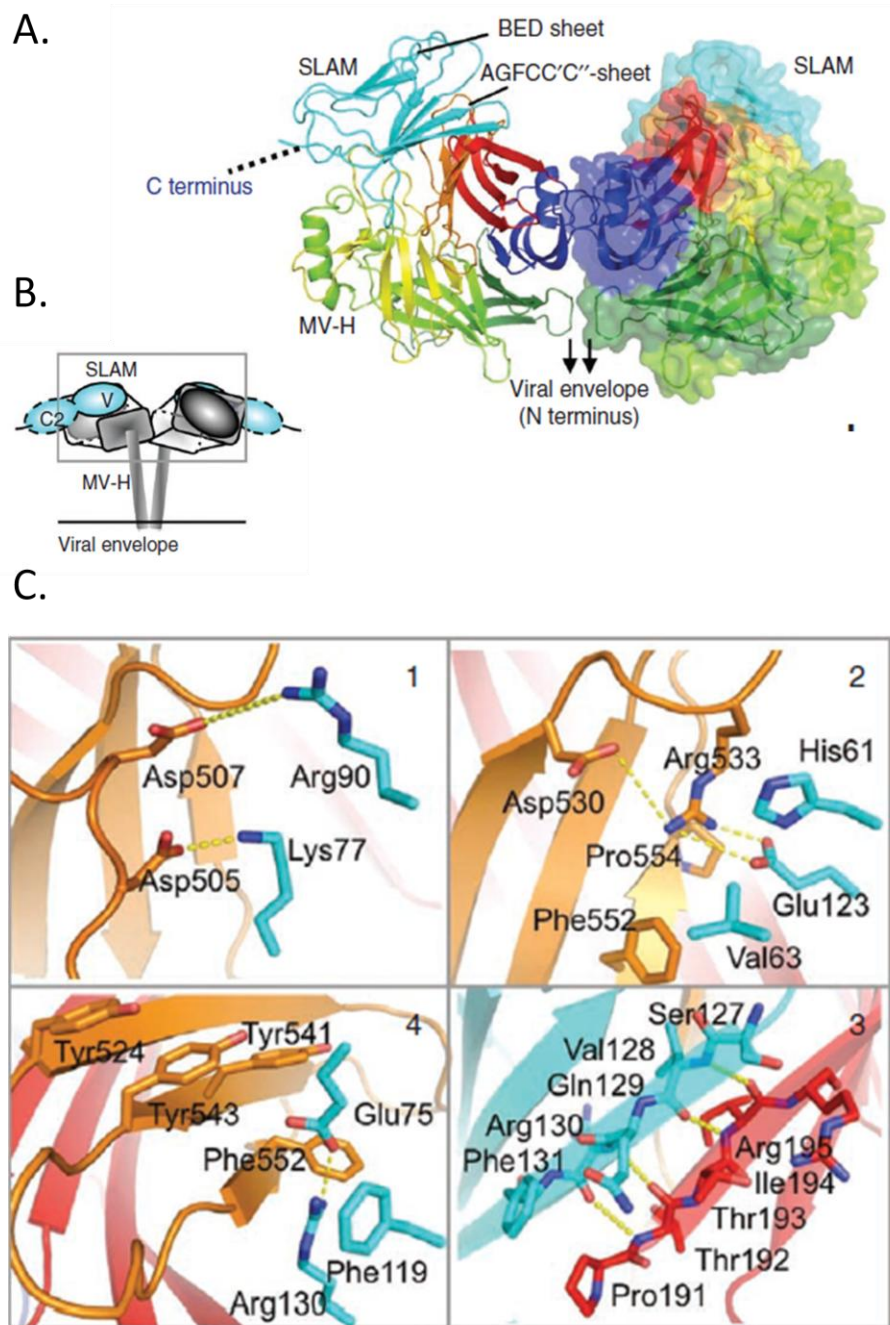 A.
BED sheet
SLAM
AGFCC′C″-sheet
SLAM
C terminus
MV-H
Viral envelope
(N terminus)
B.
SLAM
C2
V
MV-H
Viral envelope
C.
1
Asp507
Arg90
Lys77
Asp505
2
Arg533
His61
Asp530
Pro554
Glu123
Phe552
Val63
4
Tyr524
Tyr541
Tyr543
Glu75
Phe552
Phe119
Arg130
3
Ser127
Val128
Gln129
Arg130
Phe131
Arg195
Ile194
Thr193
Thr192
Pro191